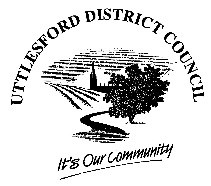 UTTLESFORD DISTRICT COUNCIL
It's Our Community